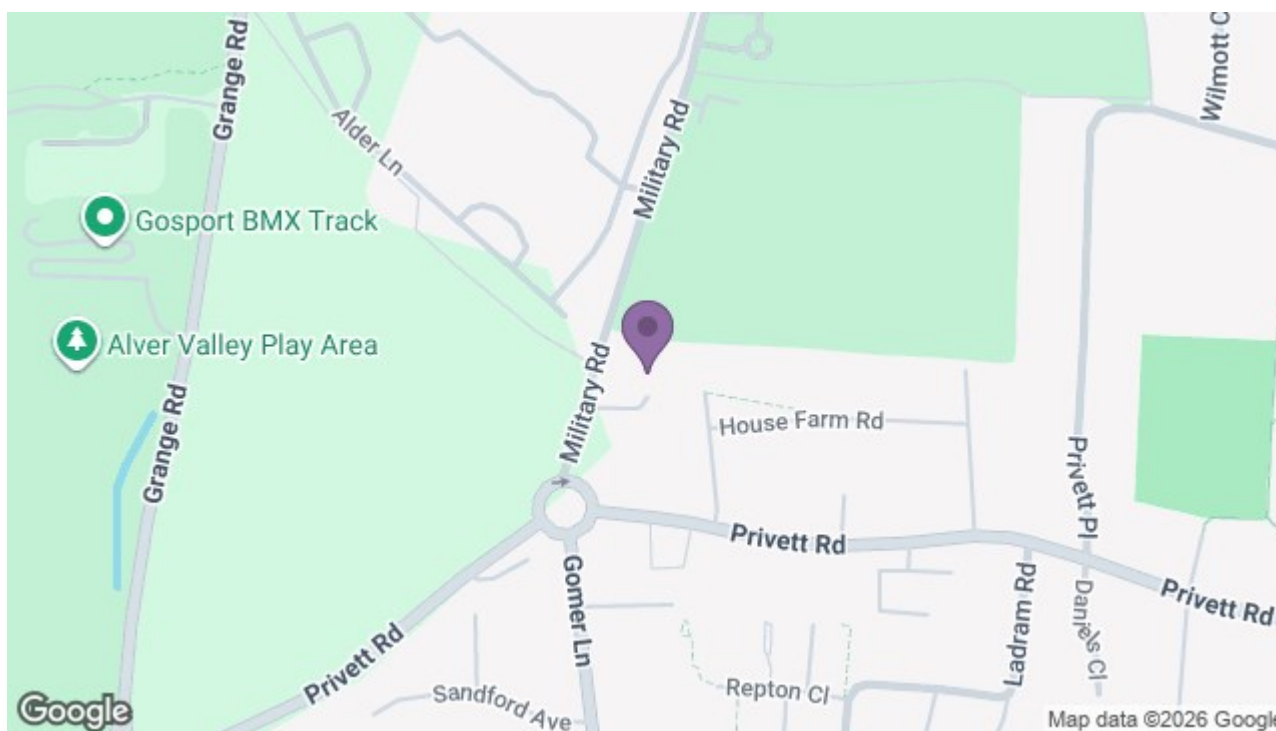 Grange Rd
Military Rd
Wilmott C
Alder Ln
Gosport BMX Track
Alver Valley Play Area
Military Rd
Grange Rd
House Farm Rd
Privett Pl
Privett Rd
Gomer Ln
Ladram Rd
Daniels Cl
Privett Rd
Privett Rd
Sandford Ave
Repton Cl
Google
Map data ©2026 Google